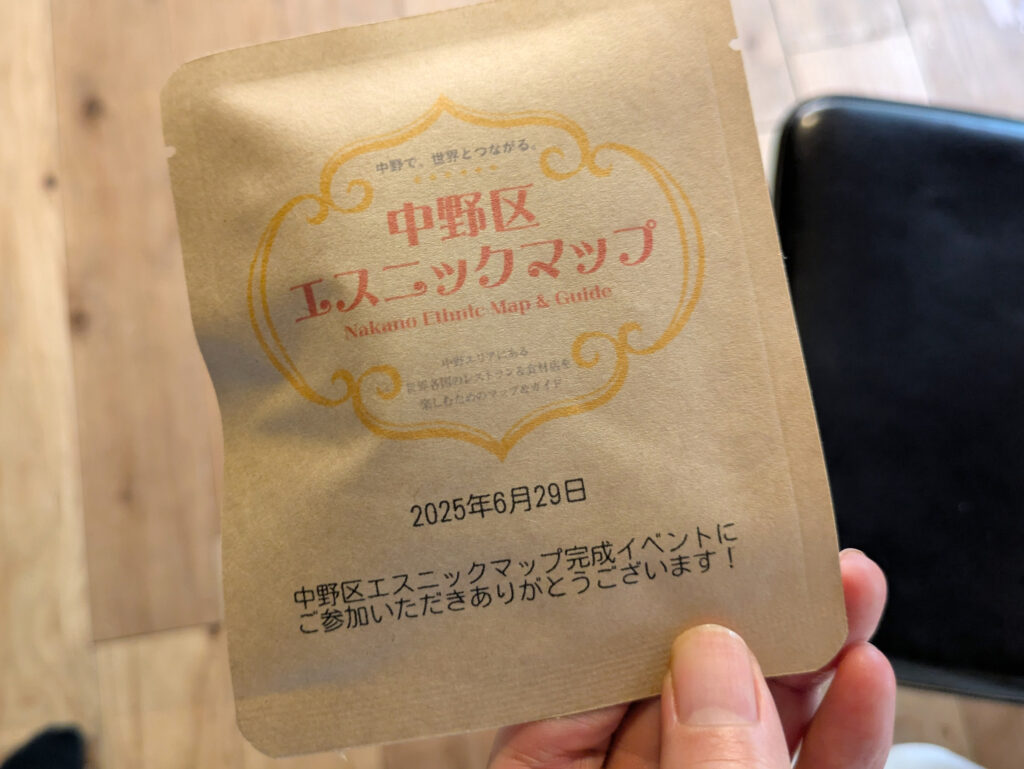 中野で、世界とつながる。
中野区
エスニックマップ
Nakano Ethnic Map & Guide
中野エリアにある
世界各国のレストラン&食材店を
楽しむためのマップ&ガイド
2025年6月29日
中野区エスニックマップ完成イベントに
ご参加いただきありがとうございます!